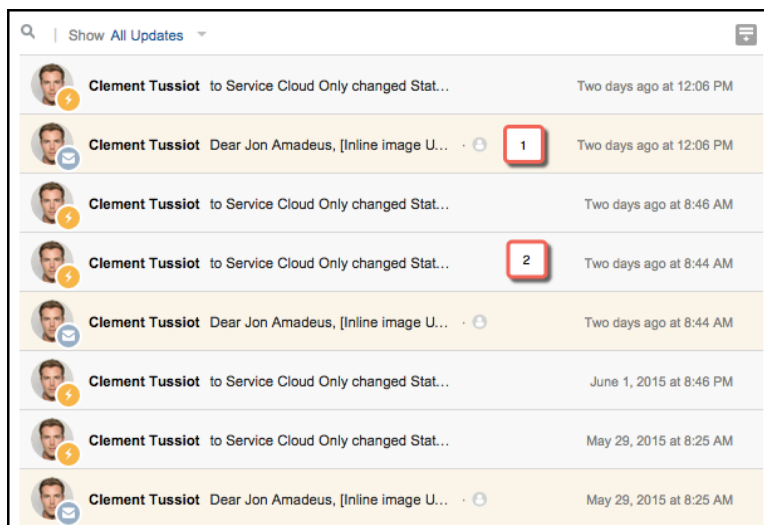 Show All Updates
Clement Tussiot to Service Cloud Only changed Stat... Two days ago at 12:06 PM
Clement Tussiot Dear Jon Amadeus, [Inline image U... · 1 Two days ago at 12:06 PM
Clement Tussiot to Service Cloud Only changed Stat... Two days ago at 8:46 AM
Clement Tussiot to Service Cloud Only changed Stat... 2 Two days ago at 8:44 AM
Clement Tussiot Dear Jon Amadeus, [Inline image U... · Two days ago at 8:44 AM
Clement Tussiot to Service Cloud Only changed Stat... June 1, 2015 at 8:46 PM
Clement Tussiot to Service Cloud Only changed Stat... May 29, 2015 at 8:25 AM
Clement Tussiot Dear Jon Amadeus, [Inline image U... · May 29, 2015 at 8:25 AM